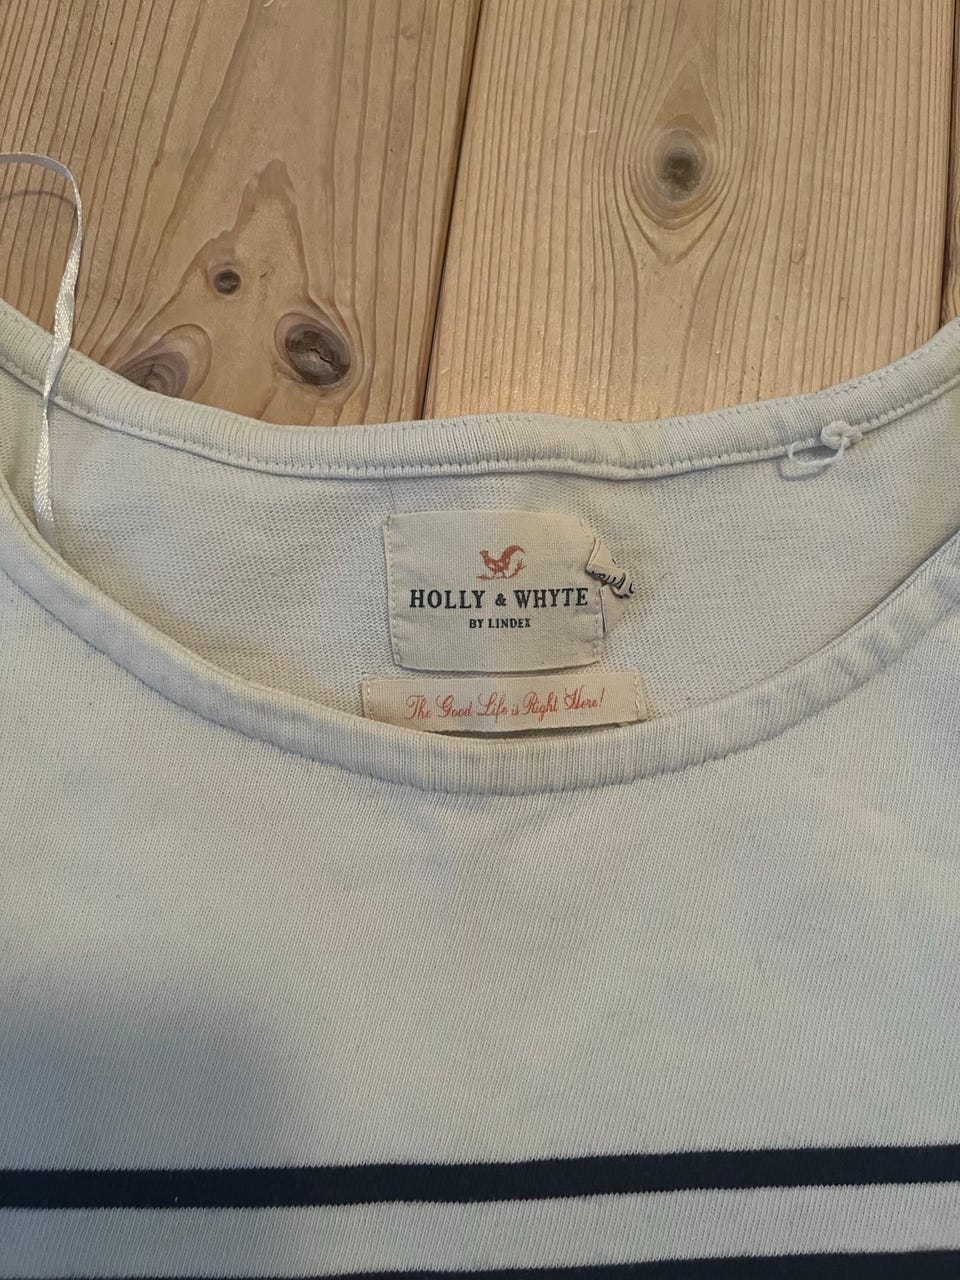 HOLLY & WHYTE
BY LINDEX
The Good Life is Right Here!